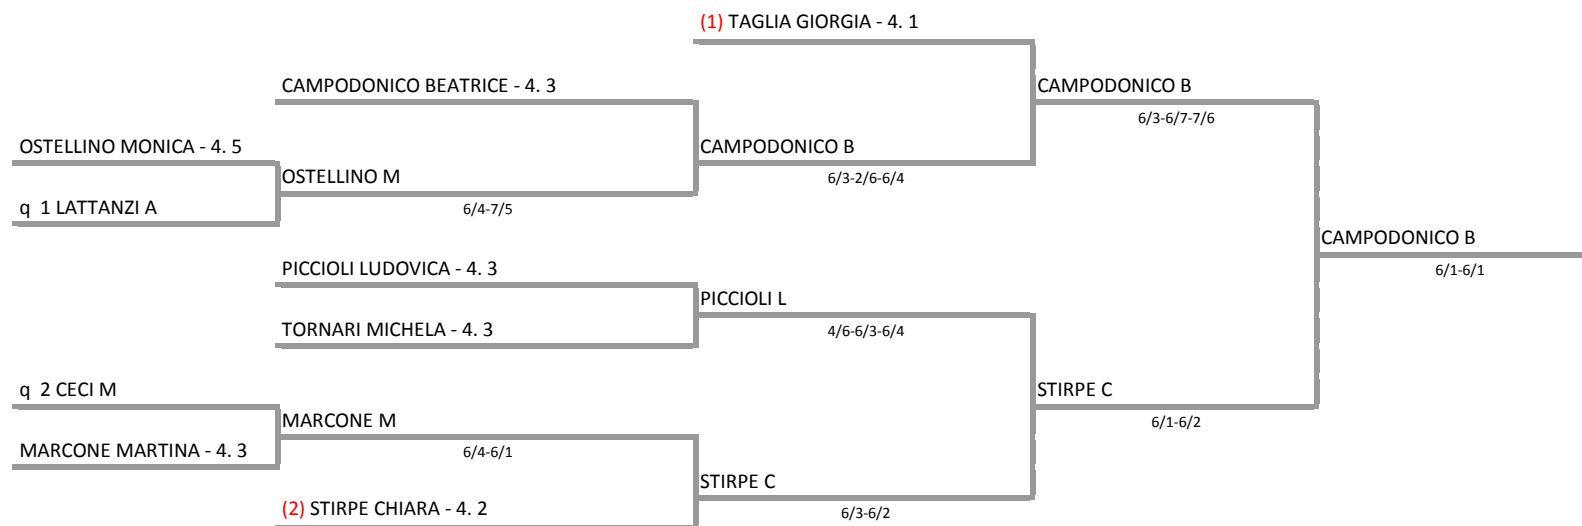 (1) TAGLIA GIORGIA - 4. 1
CAMPODONICO BEATRICE - 4. 3
CAMPODONICO B
6/3-6/7-7/6
OSTELLINO MONICA - 4. 5
CAMPODONICO B
OSTELLINO M
6/3-2/6-6/4
q 1 LATTANZI A
6/4-7/5
CAMPODONICO B
PICCIOLI LUDOVICA - 4. 3
6/1-6/1
PICCIOLI L
TORNARI MICHELA - 4. 3
4/6-6/3-6/4
q 2 CECI M
STIRPE C
MARCONE M
6/1-6/2
MARCONE MARTINA - 4. 3
6/4-6/1
STIRPE C
(2) STIRPE CHIARA - 4. 2
6/3-6/2